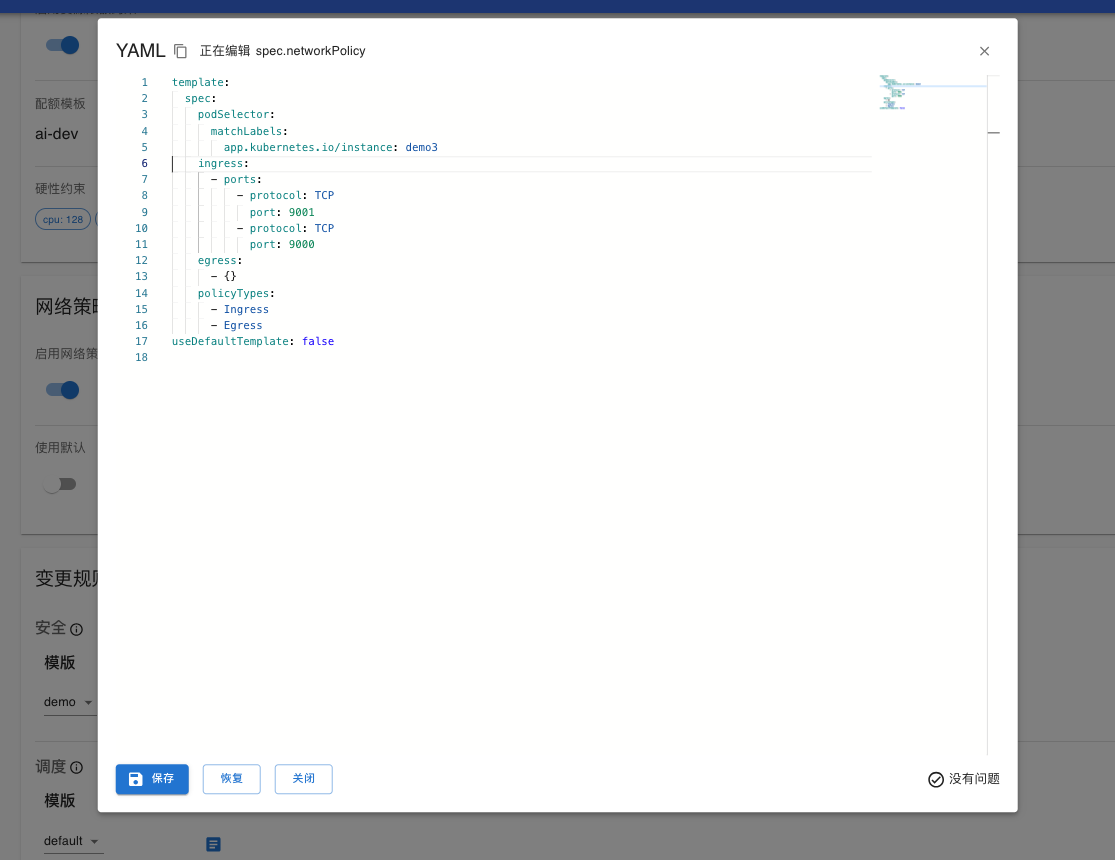 YAML 正在编辑 spec.networkPolicy
1 template:
2   spec:
3     podSelector:
4       matchLabels:
5         app.kubernetes.io/instance: demo3
6     ingress:
7       - ports:
8           - protocol: TCP
9             port: 9001
10           - protocol: TCP
11             port: 9000
12     egress:
13       - {}
14     policyTypes:
15       - Ingress
16       - Egress
17 useDefaultTemplate: false
18
保存 恢复 关闭 没有问题
配额模板
ai-dev
硬性约束
cpu: 128
网络策
启用网络策
使用默认
变更规
安全
模版
demo
调度
模版
default